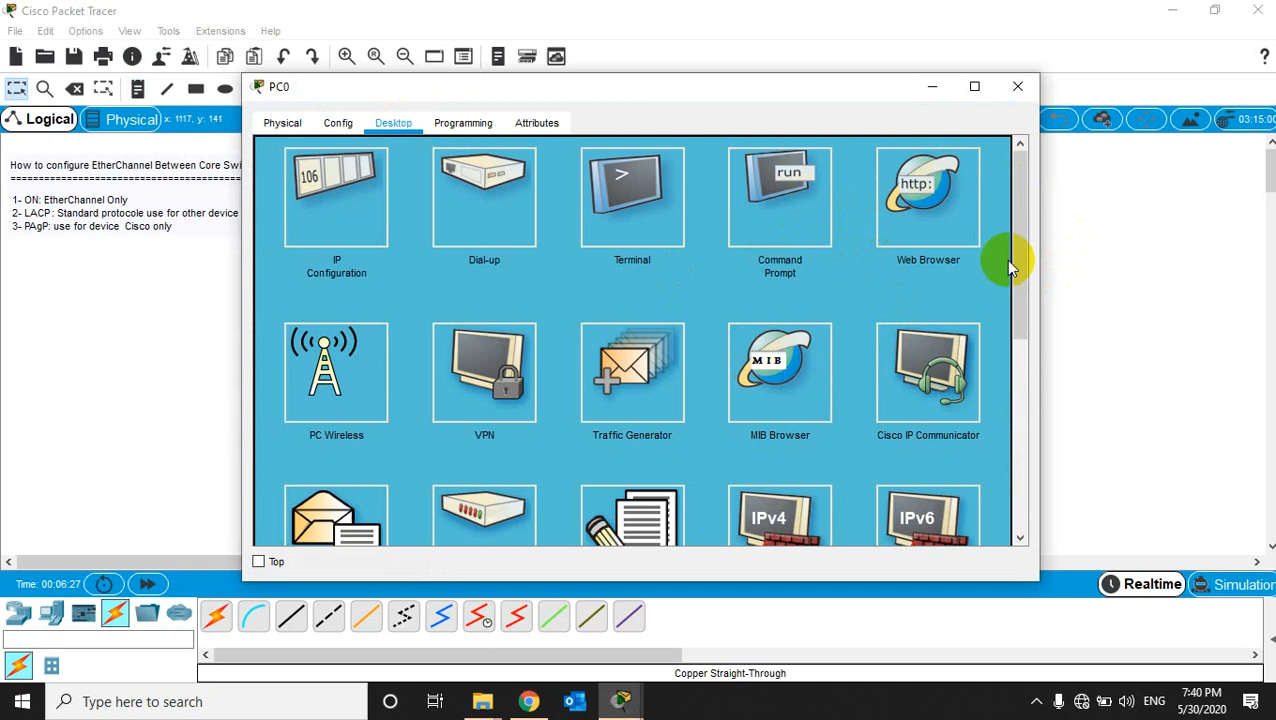 Cisco Packet Tracer
File Edit Options View Tools Extensions Help
PC0
Logical Physical x: 1117, y: 141
03:15:00
Physical Config Desktop Programming Attributes
How to configure EtherChannel Between Core Swi
1- ON: EtherChannel Only
2- LACP: Standard protocole use for other device
3- PAgP: use for device Cisco only
106
>
run
http:
IP
Configuration
Dial-up
Terminal
Command
Prompt
Web Browser
MIB
PC Wireless
VPN
Traffic Generator
MIB Browser
Cisco IP Communicator
IPv4
IPv6
Top
Time: 00:06:27
Realtime
Simulation
Copper Straight-Through
Type here to search
ENG
7:40 PM
5/30/2020